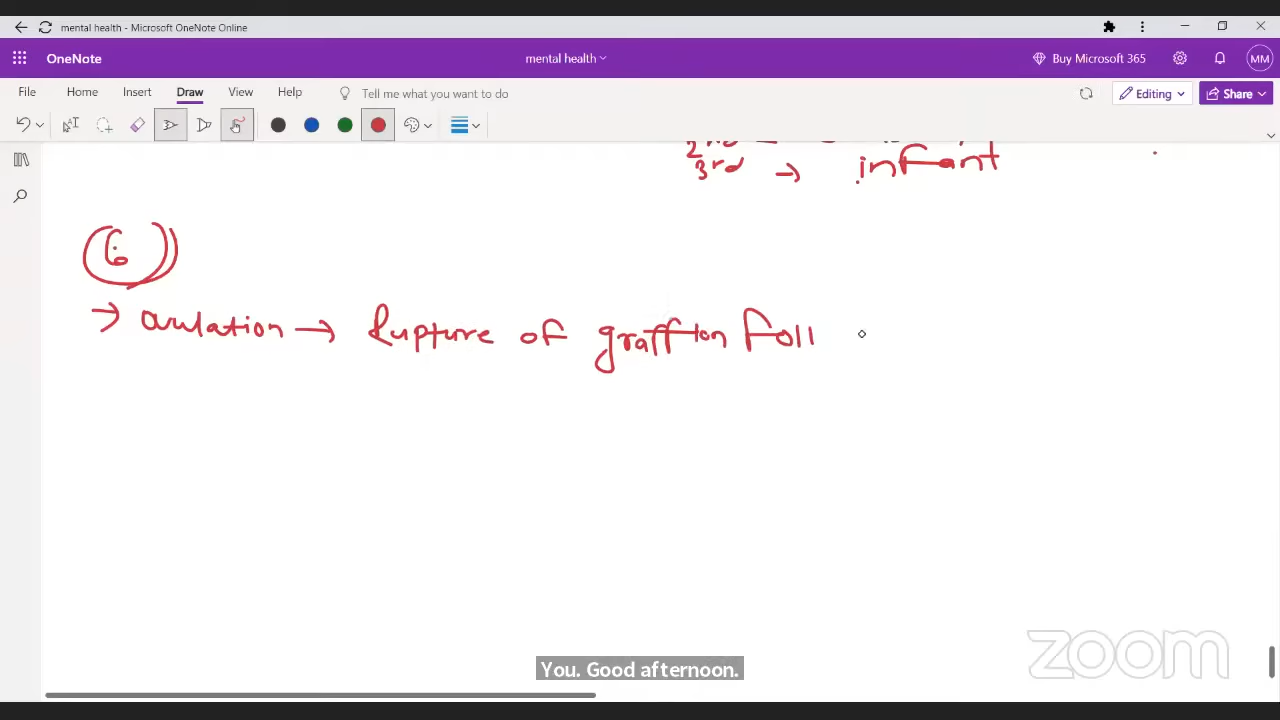 mental health - Microsoft OneNote Online
OneNote
mental health
Buy Microsoft 365
MM
File Home Insert Draw View Help Tell me what you want to do
Editing
Share
3rd → infant
6
→ ovulation → Rupture of graffion Foll
You. Good afternoon.
zoom